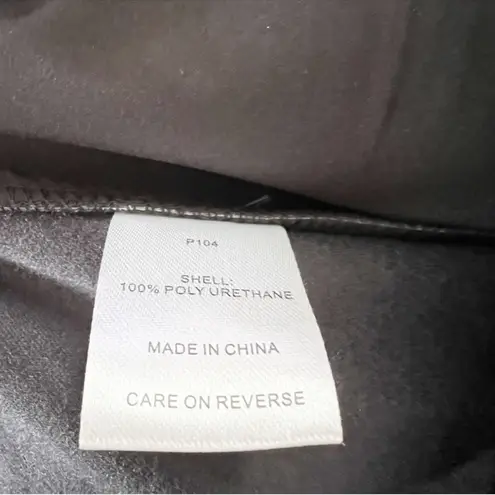 P104
SHELL:
100% POLY URETHANE
MADE IN CHINA
CARE ON REVERSE